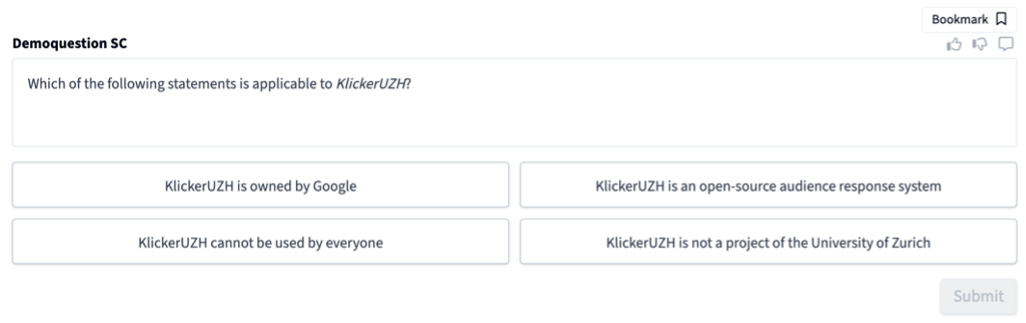 Bookmark
Demoquestion SC
Which of the following statements is applicable to KlickerUZH?
KlickerUZH is owned by Google
KlickerUZH is an open-source audience response system
KlickerUZH cannot be used by everyone
KlickerUZH is not a project of the University of Zurich
Submit